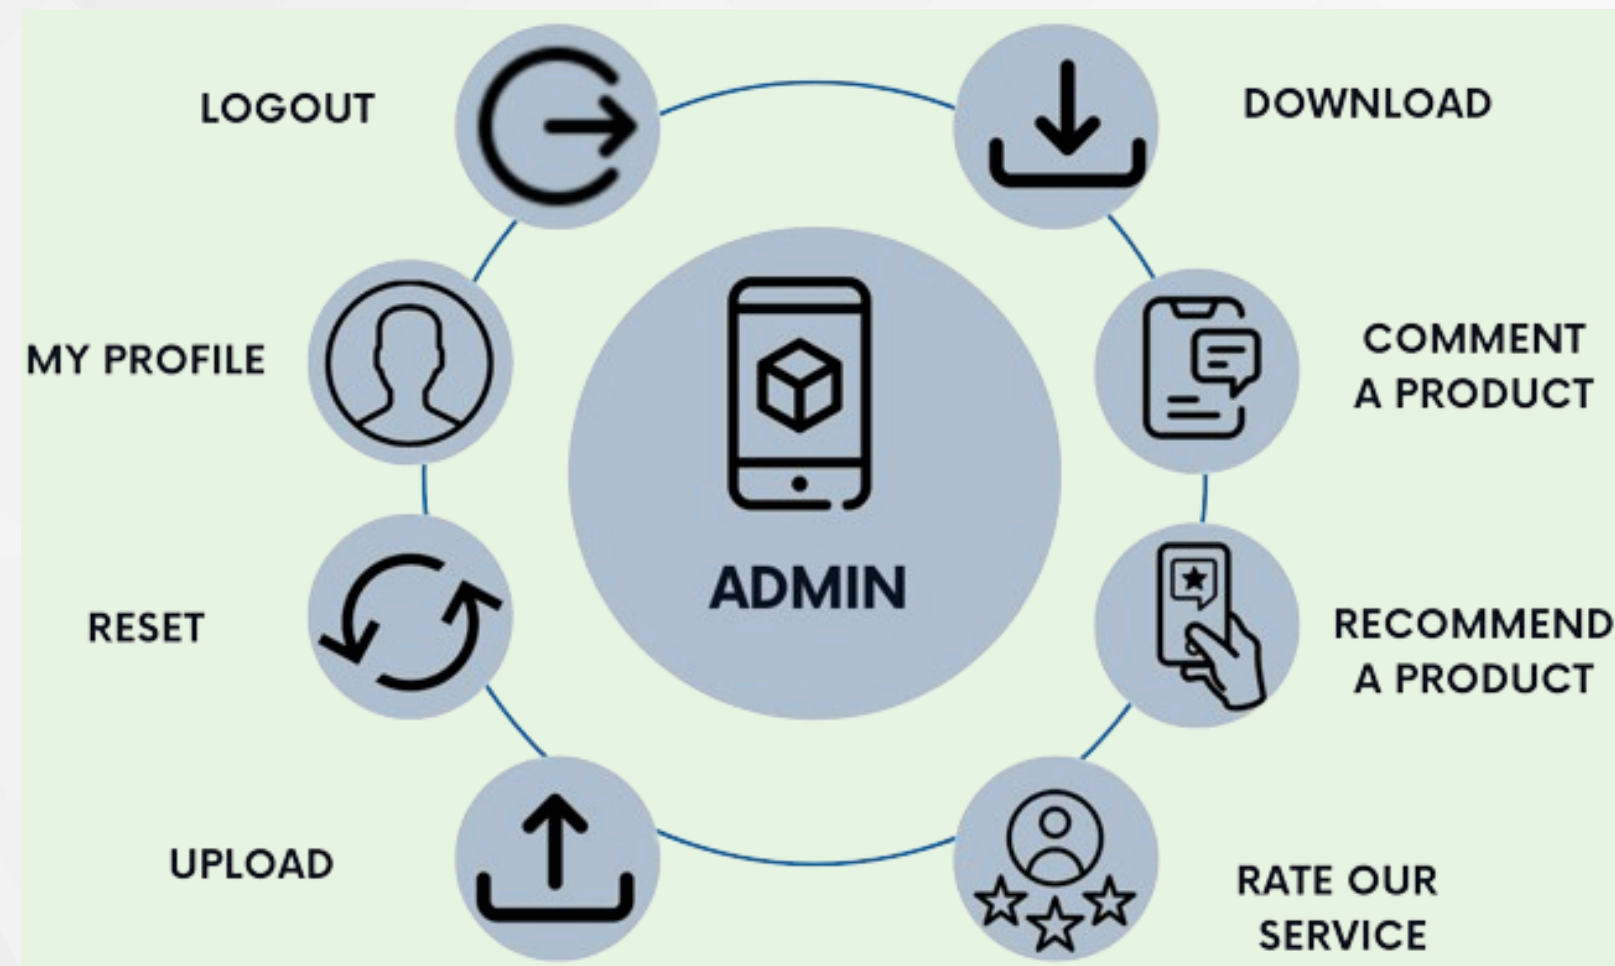 LOGOUT
DOWNLOAD
MY PROFILE
COMMENT
A PRODUCT
ADMIN
RESET
RECOMMEND
A PRODUCT
UPLOAD
RATE OUR
SERVICE